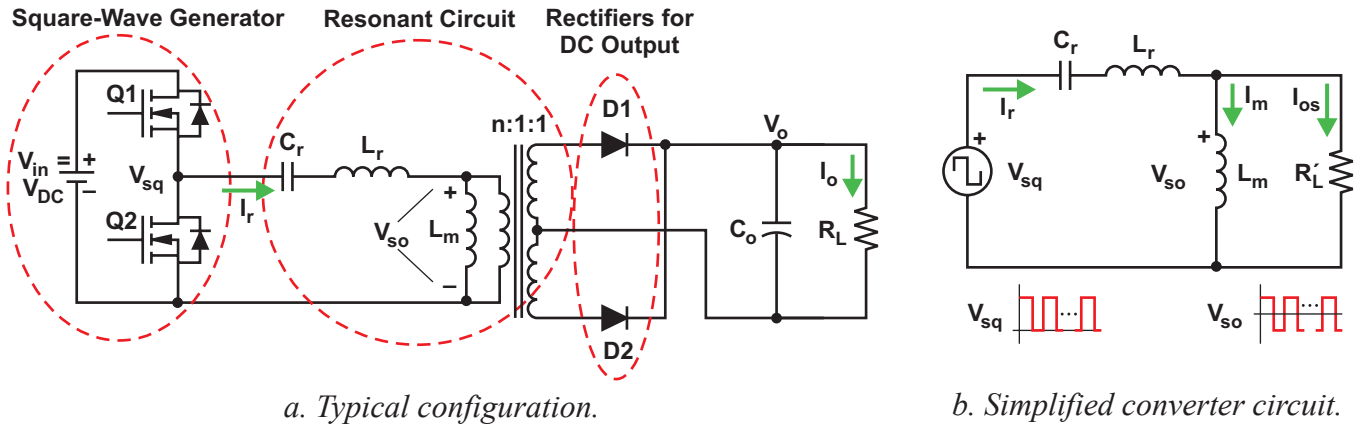 Square-Wave Generator
Resonant Circuit
Rectifiers for
DC Output
Q1
Vin =
VDC
+
–
Vsq
Ir
Q2
Cr
Lr
n:1:1
D1
Vo
Io
+
Vso
Lm
–
Co
RL
D2
a. Typical configuration.
Cr
Lr
Ir
Im
Ios
+
Vsq
+
Vso
Lm
R´L
Vsq
...
Vso
...
b. Simplified converter circuit.